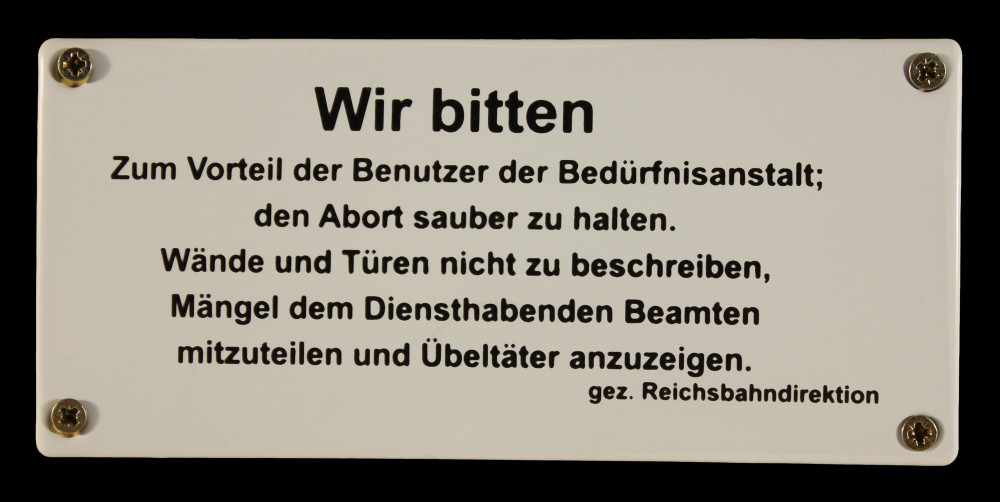 Wir bitten
Zum Vorteil der Benutzer der Bedürfnisanstalt;
den Abort sauber zu halten.
Wände und Türen nicht zu beschreiben,
Mängel dem Diensthabenden Beamten
mitzuteilen und Übeltäter anzuzeigen.
gez. Reichsbahndirektion